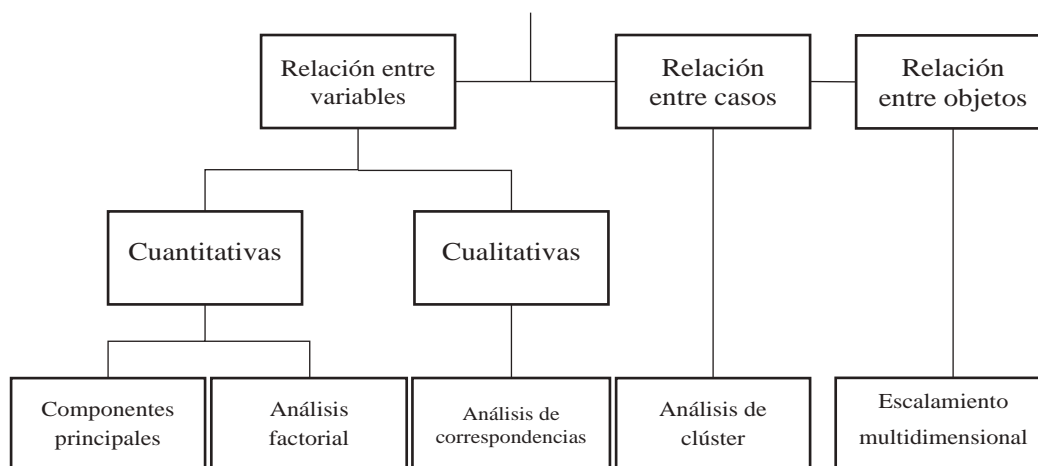 Relación entre
variables
Relación
entre casos
Relación
entre objetos
Cuantitativas
Cualitativas
Componentes
principales
Análisis
factorial
Análisis de
correspondencias
Análisis de
clúster
Escalamiento
multidimensional